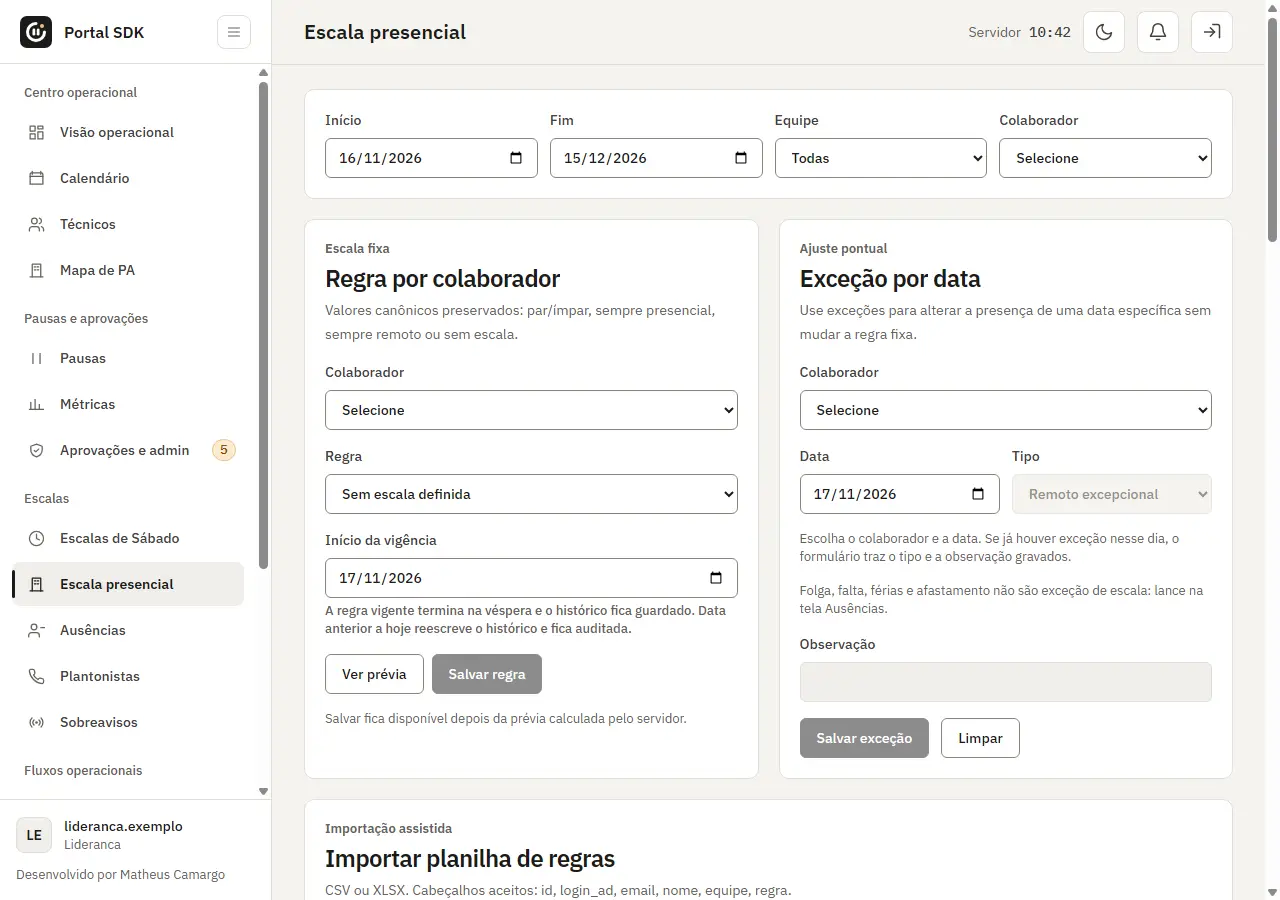 Portal SDK
Centro operacional
Visão operacional
Calendário
Técnicos
Mapa de PA
Pausas e aprovações
Pausas
Métricas
Aprovações e admin 5
Escalas
Escalas de Sábado
Escala presencial
Ausências
Plantonistas
Sobreavisos
Fluxos operacionais
LE
lideranca.exemplo
Lideranca
Desenvolvido por Matheus Camargo
Escala presencial
Servidor 10:42
Início Fim Equipe Colaborador
16/11/2026 15/12/2026 Todas Selecione
Escala fixa
Regra por colaborador
Valores canônicos preservados: par/ímpar, sempre presencial,
sempre remoto ou sem escala.
Colaborador
Selecione
Regra
Sem escala definida
Início da vigência
17/11/2026
A regra vigente termina na véspera e o histórico fica guardado. Data
anterior a hoje reescreve o histórico e fica auditada.
Ver prévia Salvar regra
Salvar fica disponível depois da prévia calculada pelo servidor.
Ajuste pontual
Exceção por data
Use exceções para alterar a presença de uma data específica sem
mudar a regra fixa.
Colaborador
Selecione
Data Tipo
17/11/2026 Remoto excepcional
Escolha o colaborador e a data. Se já houver exceção nesse dia, o
formulário traz o tipo e a observação gravados.
Folga, falta, férias e afastamento não são exceção de escala: lance na
tela Ausências.
Observação
Salvar exceção Limpar
Importação assistida
Importar planilha de regras
CSV ou XLSX. Cabeçalhos aceitos: id, login_ad, email, nome, equipe, regra.